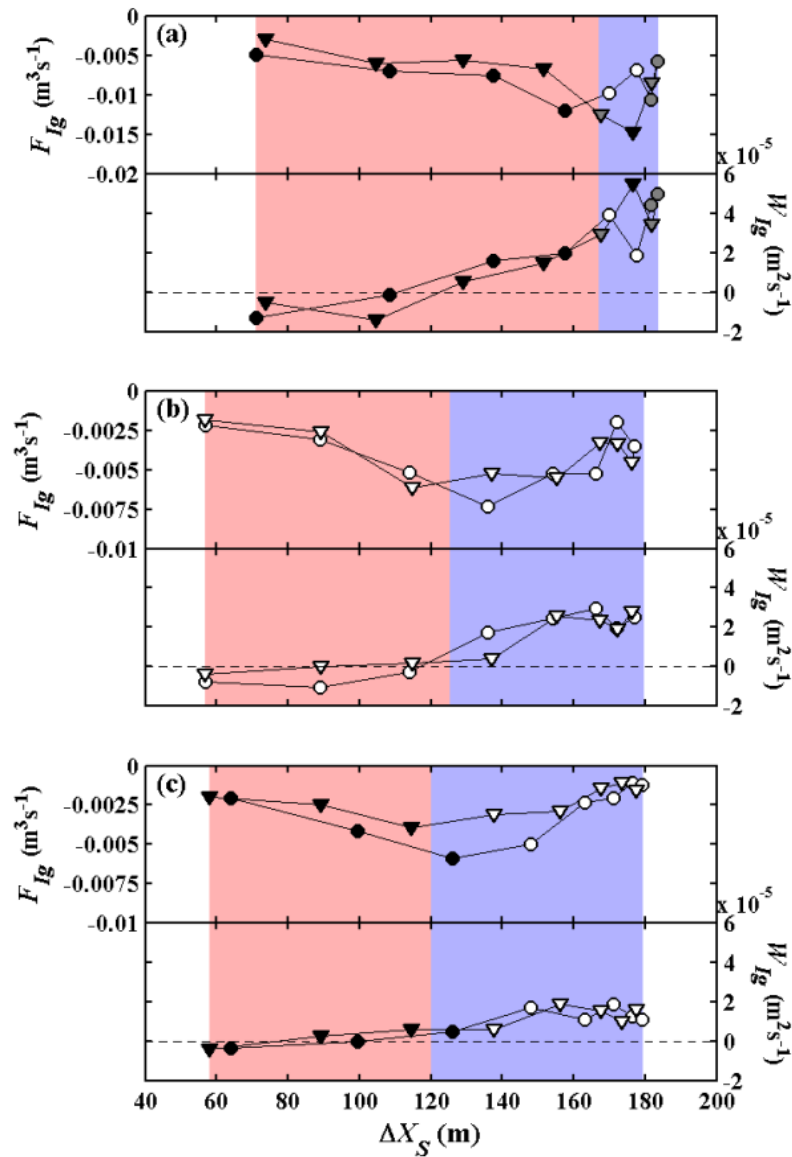 (a)
0
-0.005
-0.01
-0.015
-0.02
F_Ig (m³s⁻¹)
x 10⁻⁵
6
4
2
0
-2
W_Ig (m²s⁻¹)
(b)
0
-0.0025
-0.005
-0.0075
-0.01
F_Ig (m³s⁻¹)
x 10⁻⁵
6
4
2
0
-2
W_Ig (m²s⁻¹)
(c)
0
-0.0025
-0.005
-0.0075
-0.01
F_Ig (m³s⁻¹)
x 10⁻⁵
6
4
2
0
-2
W_Ig (m²s⁻¹)
40 60 80 100 120 140 160 180 200
ΔX_S (m)